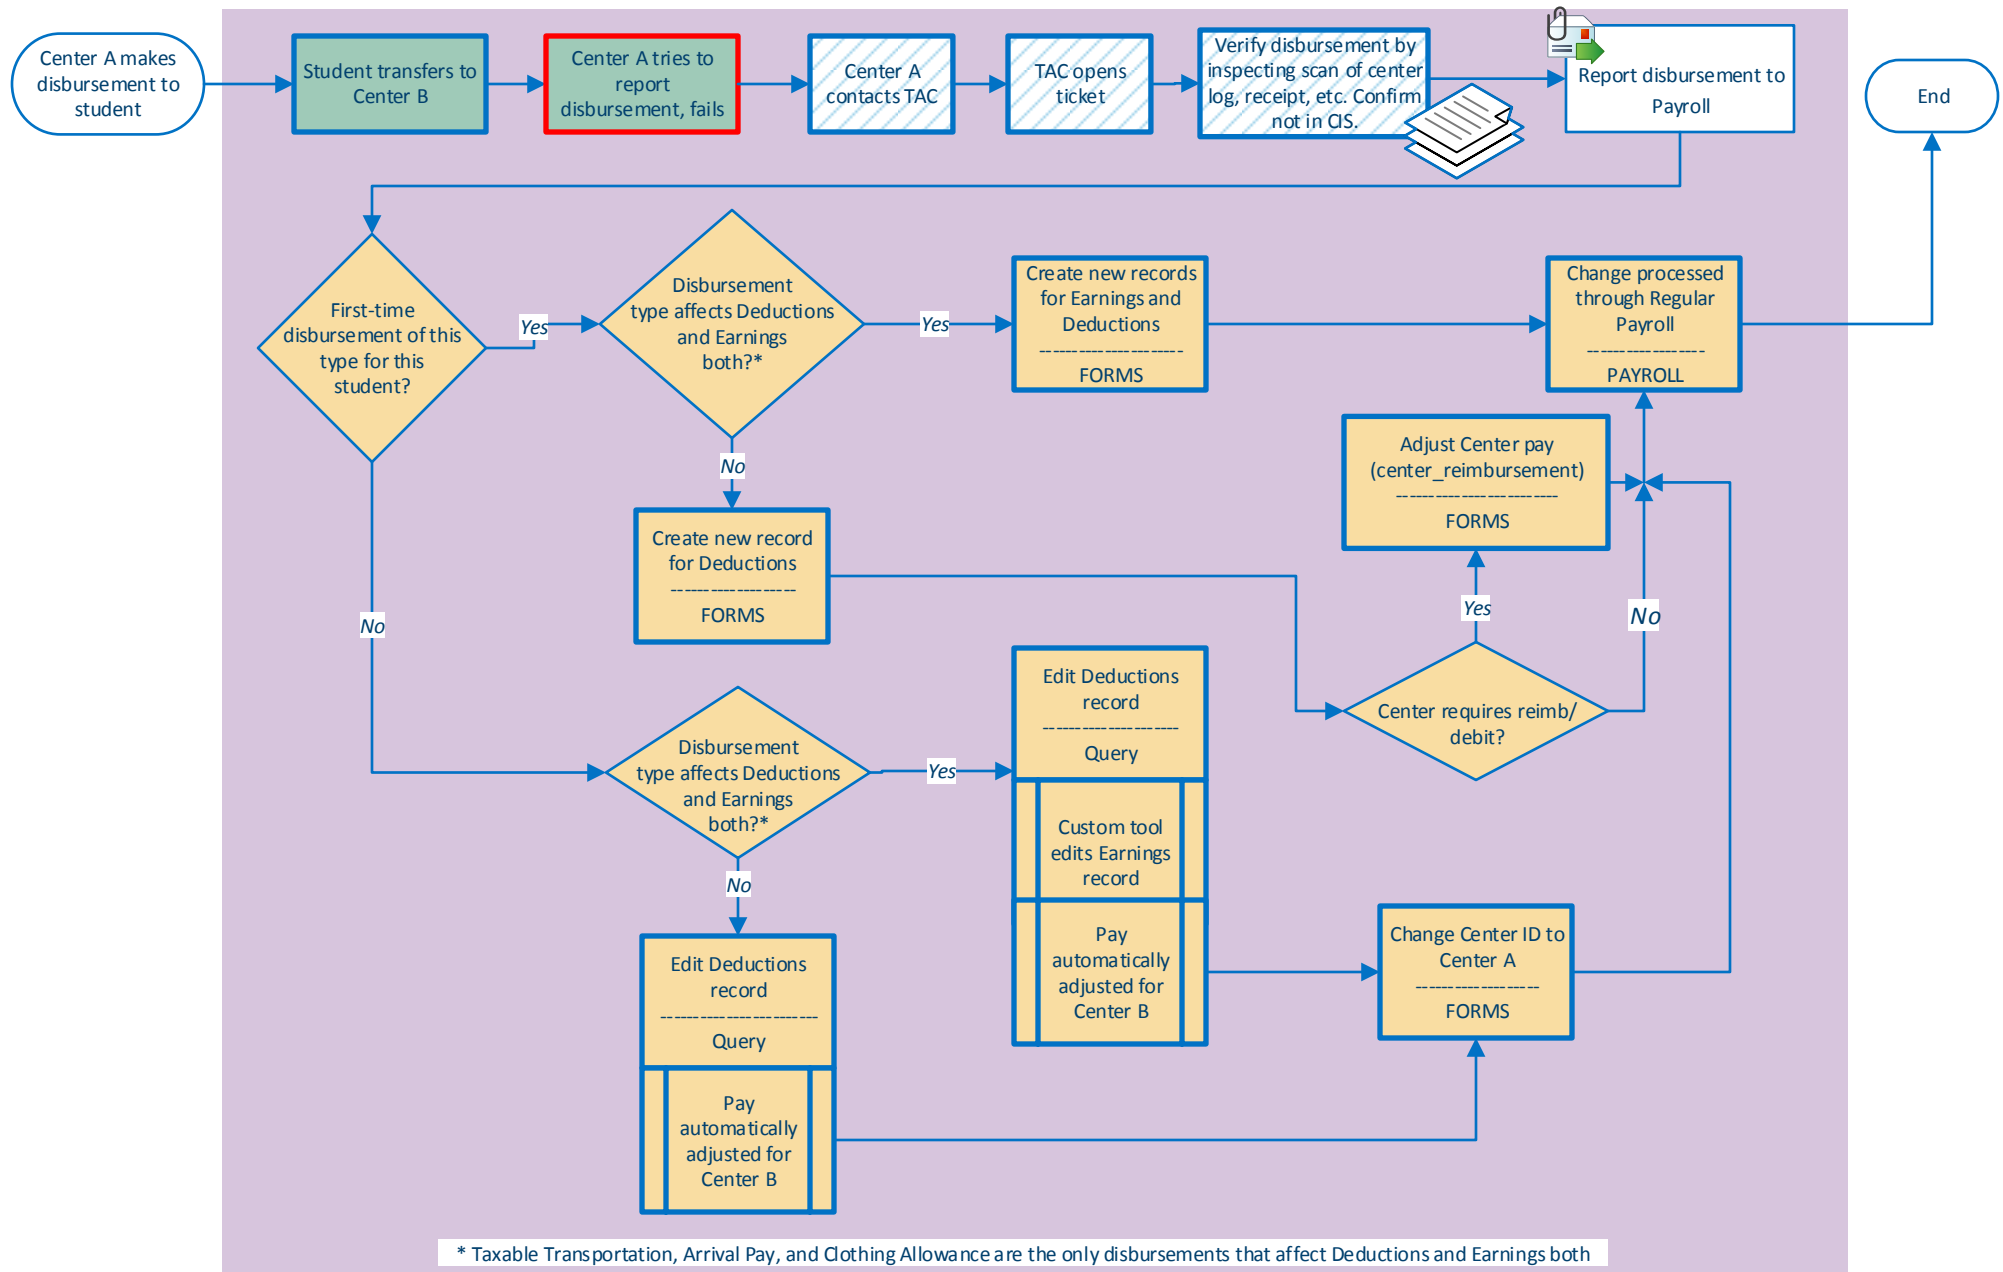 Center A makes
disbursement to
student
Student transfers to
Center B
Center A tries to
report
disbursement, fails
Center A
contacts TAC
TAC opens
ticket
Verify disbursement by
inspecting scan of center
log, receipt, etc. Confirm
not in CIS.
Report disbursement to
Payroll
End
First-time
disbursement of this
type for this
student?
Yes
Disbursement
type affects Deductions
and Earnings
both?*
Yes
Create new records
for Earnings and
Deductions
----------------------
FORMS
Change processed
through Regular
Payroll
------------------
PAYROLL
No
Create new record
for Deductions
-------------------
FORMS
Adjust Center pay
(center_reimbursement)
-------------------------
FORMS
Yes
No
Center requires reimb/
debit?
No
Disbursement
type affects Deductions
and Earnings
both?*
Yes
Edit Deductions
record
---------------------
Query
Custom tool
edits Earnings
record
Pay
automatically
adjusted for
Center B
No
Edit Deductions
record
------------------------
Query
Pay
automatically
adjusted for
Center B
Change Center ID to
Center A
-------------------
FORMS
* Taxable Transportation, Arrival Pay, and Clothing Allowance are the only disbursements that affect Deductions and Earnings both